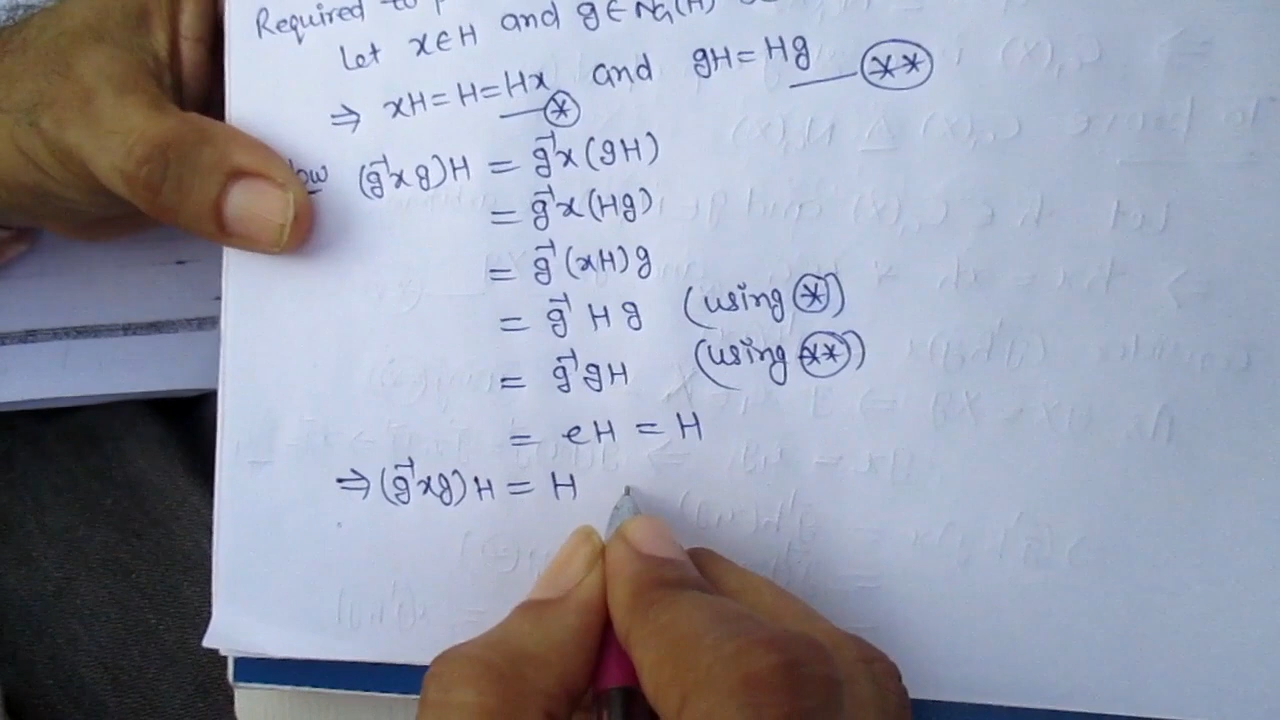 Required to
Let x∈H and g∈N_G(H)
⇒ xH = H = Hx —(*) and gH = Hg —(**)
(g⁻¹xg)H = g⁻¹x(gH)
= g⁻¹x(Hg)
= g⁻¹(xH)g
= g⁻¹Hg (using (*))
= g⁻¹gH (using (**))
= eH = H
⇒ (g⁻¹xg)H = H